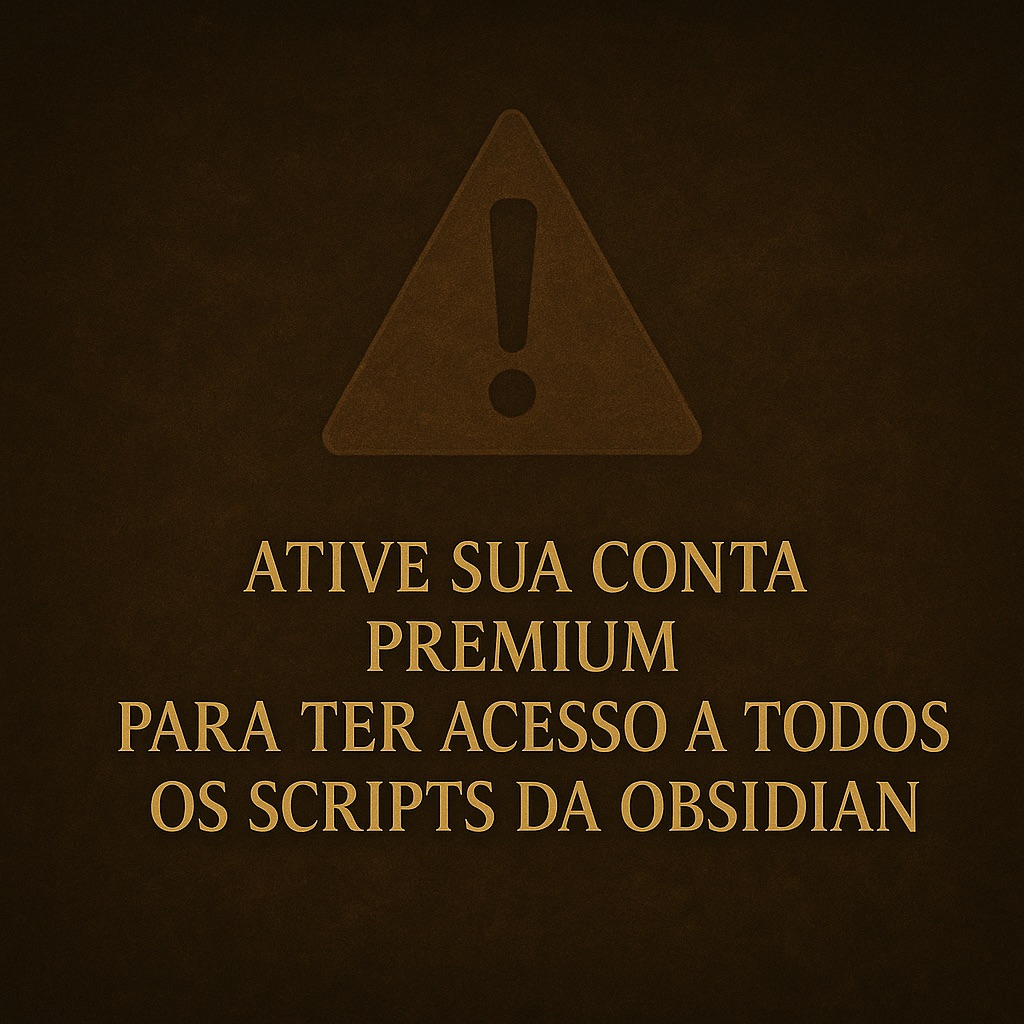 ATIVE SUA CONTA
PREMIUM
PARA TER ACESSO A TODOS
OS SCRIPTS DA OBSIDIAN